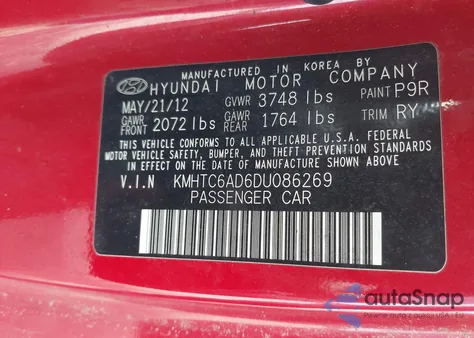 MANUFACTURED IN KOREA BY
HYUNDAI MOTOR COMPANY
MAY/21/12 GVWR 3748 lbs PAINT P9R
GAWR FRONT 2072 lbs GAWR REAR 1764 lbs TRIM RY
THIS VEHICLE CONFORMS TO ALL APPLICABLE U.S.A. FEDERAL
MOTOR VEHICLE SAFETY, BUMPER, AND THEFT PREVENTION STANDARDS
IN EFFECT ON THE DATE OF MANUFACTURE SHOWN ABOVE.
V.I.N KMHTC6AD6DU086269
PASSENGER CAR
autoSnap